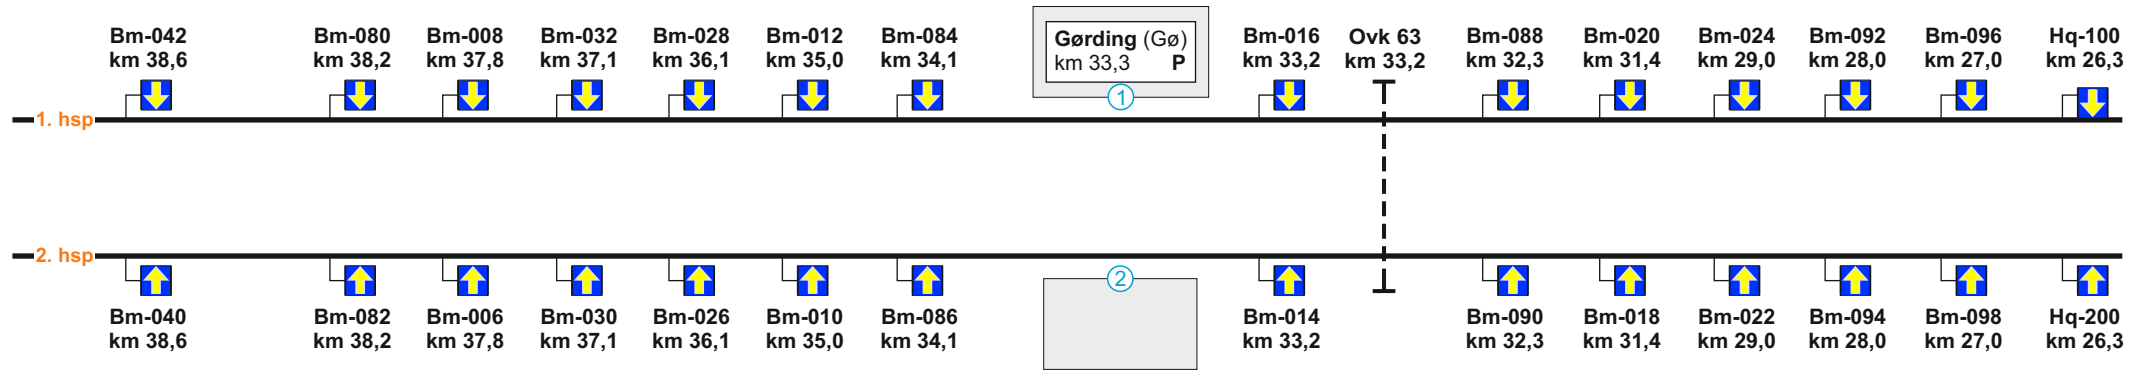 Bm-042
km 38,6
Bm-080
km 38,2
Bm-008
km 37,8
Bm-032
km 37,1
Bm-028
km 36,1
Bm-012
km 35,0
Bm-084
km 34,1
Gørding (Gø)
km 33,3 P
1
Bm-016
km 33,2
Ovk 63
km 33,2
Bm-088
km 32,3
Bm-020
km 31,4
Bm-024
km 29,0
Bm-092
km 28,0
Bm-096
km 27,0
Hq-100
km 26,3
1. hsp
2. hsp
2
Bm-040
km 38,6
Bm-082
km 38,2
Bm-006
km 37,8
Bm-030
km 37,1
Bm-026
km 36,1
Bm-010
km 35,0
Bm-086
km 34,1
Bm-014
km 33,2
Bm-090
km 32,3
Bm-018
km 31,4
Bm-022
km 29,0
Bm-094
km 28,0
Bm-098
km 27,0
Hq-200
km 26,3